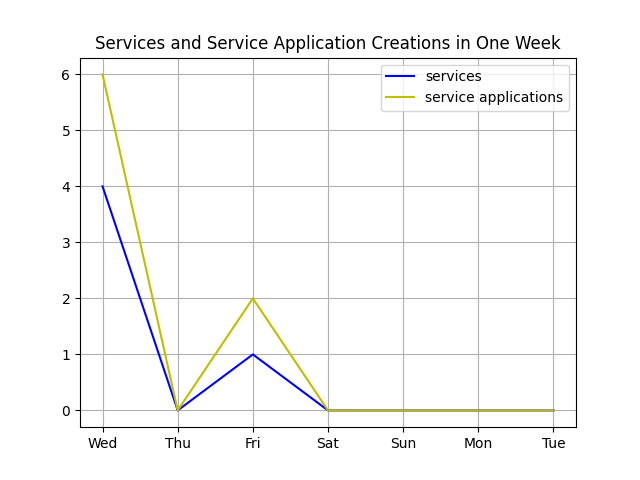 Services and Service Application Creations in One Week
services
service applications
6
5
4
3
2
1
0
Wed Thu Fri Sat Sun Mon Tue